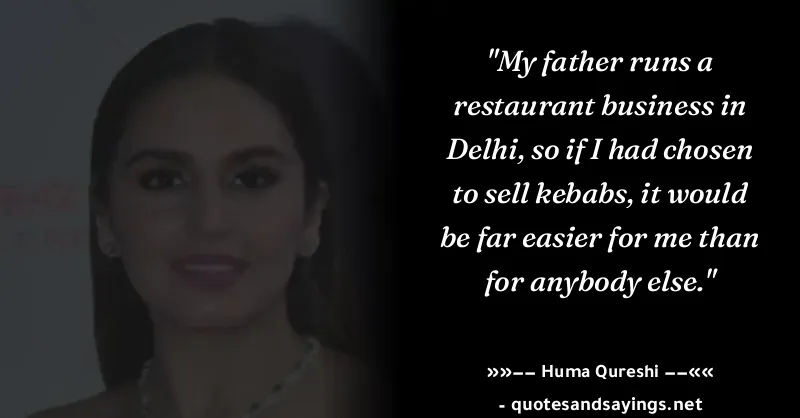 "My father runs a
restaurant business in
Delhi, so if I had chosen
to sell kebabs, it would
be far easier for me than
for anybody else."
»»–– Huma Qureshi ––««
- quotesandsayings.net